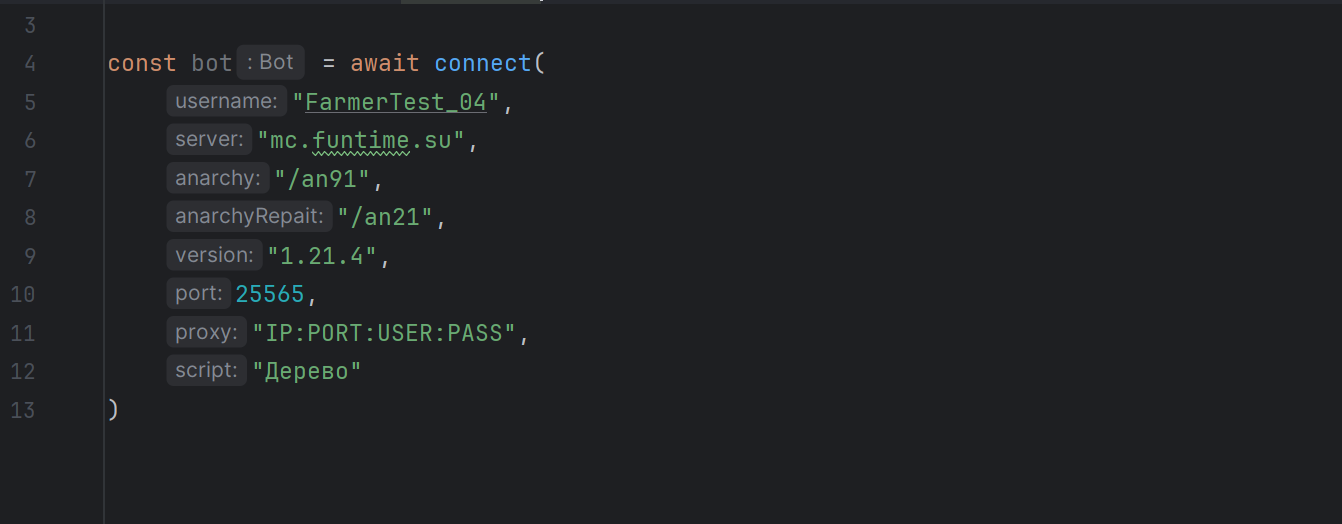 3
4 const bot : Bot = await connect(
5 username: "FarmerTest_04",
6 server: "mc.funtime.su",
7 anarchy: "/an91",
8 anarchyRepait: "/an21",
9 version: "1.21.4",
10 port: 25565,
11 proxy: "IP:PORT:USER:PASS",
12 script: "Дерево"
13 )